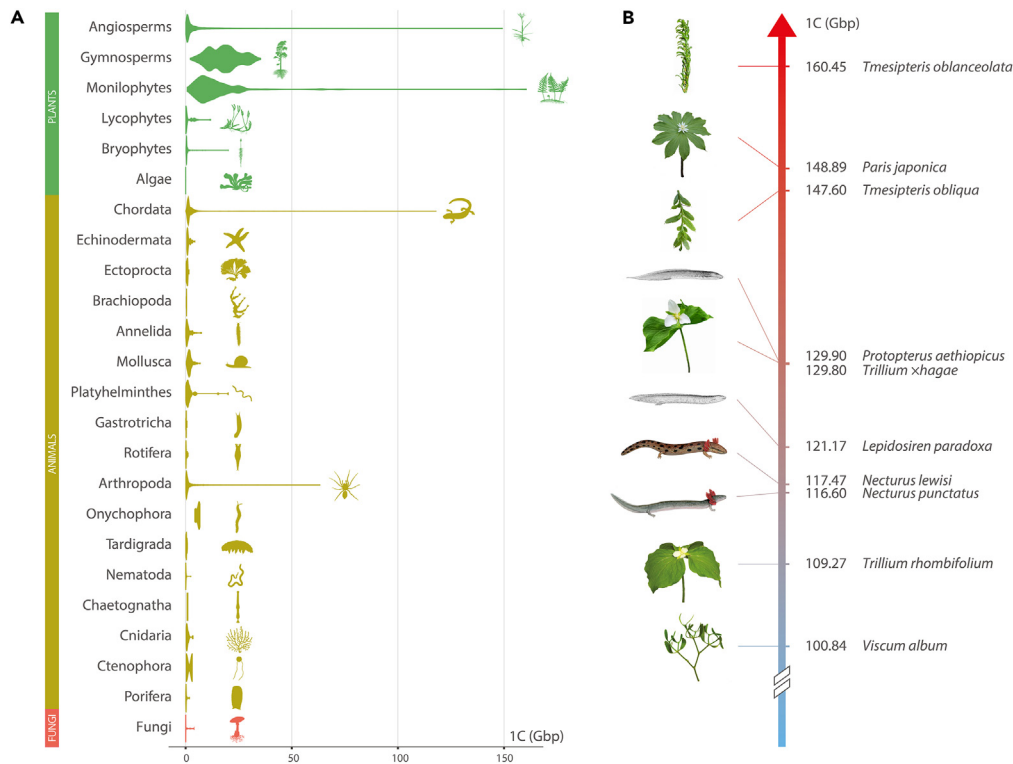 A
PLANTS
Angiosperms
Gymnosperms
Monilophytes
Lycophytes
Bryophytes
Algae
ANIMALS
Chordata
Echinodermata
Ectoprocta
Brachiopoda
Annelida
Mollusca
Platyhelminthes
Gastrotricha
Rotifera
Arthropoda
Onychophora
Tardigrada
Nematoda
Chaetognatha
Cnidaria
Ctenophora
Porifera
FUNGI
Fungi
1C (Gbp)
0 50 100 150
B
1C (Gbp)
160.45 Tmesipteris oblanceolata
148.89 Paris japonica
147.60 Tmesipteris obliqua
129.90 Protopterus aethiopicus
129.80 Trillium ×hagae
121.17 Lepidosiren paradoxa
117.47 Necturus lewisi
116.60 Necturus punctatus
109.27 Trillium rhombifolium
100.84 Viscum album